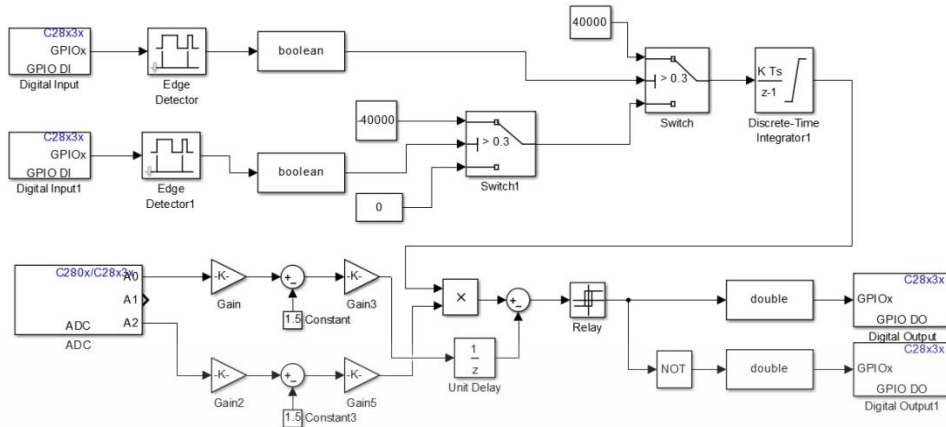 C28x3x
GPIOx
GPIO DI
Digital Input
Edge
Detector
boolean
40000
> 0.3
Switch
K Ts
z-1
Discrete-Time
Integrator1
C28x3x
GPIOx
GPIO DI
Digital Input1
Edge
Detector1
boolean
-40000
> 0.3
Switch1
0
C280x/C28x3x
A0
A1
A2
ADC
ADC
-K-
Gain
1.5
Constant
-K-
Gain3
-K-
Gain2
1.5
Constant3
-K-
Gain5
×
1
z
Unit Delay
Relay
double
C28x3x
GPIOx
GPIO DO
Digital Output
NOT
double
C28x3x
GPIOx
GPIO DO
Digital Output1